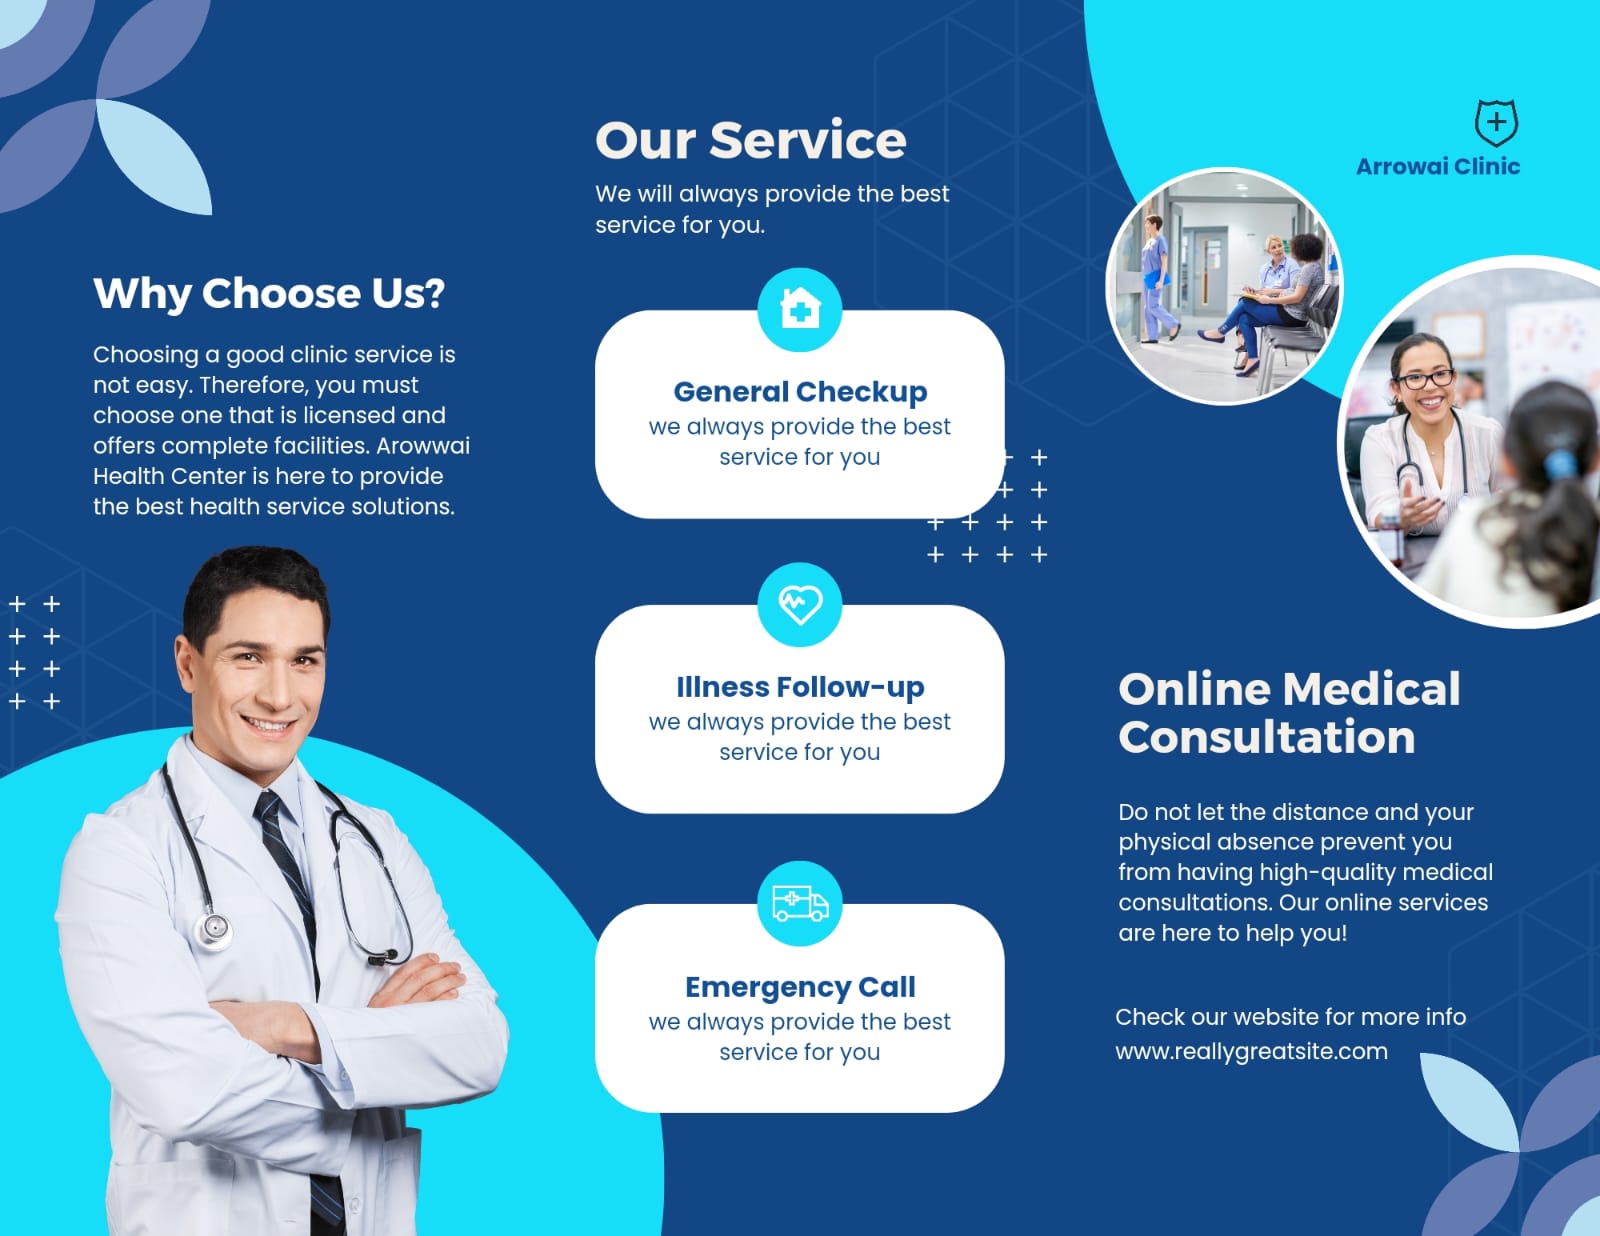 Why Choose Us?
Choosing a good clinic service is
not easy. Therefore, you must
choose one that is licensed and
offers complete facilities. Arowwai
Health Center is here to provide
the best health service solutions.
Our Service
We will always provide the best
service for you.
General Checkup
we always provide the best
service for you
Illness Follow-up
we always provide the best
service for you
Emergency Call
we always provide the best
service for you
Arrowai Clinic
Online Medical
Consultation
Do not let the distance and your
physical absence prevent you
from having high-quality medical
consultations. Our online services
are here to help you!
Check our website for more info
www.reallygreatsite.com